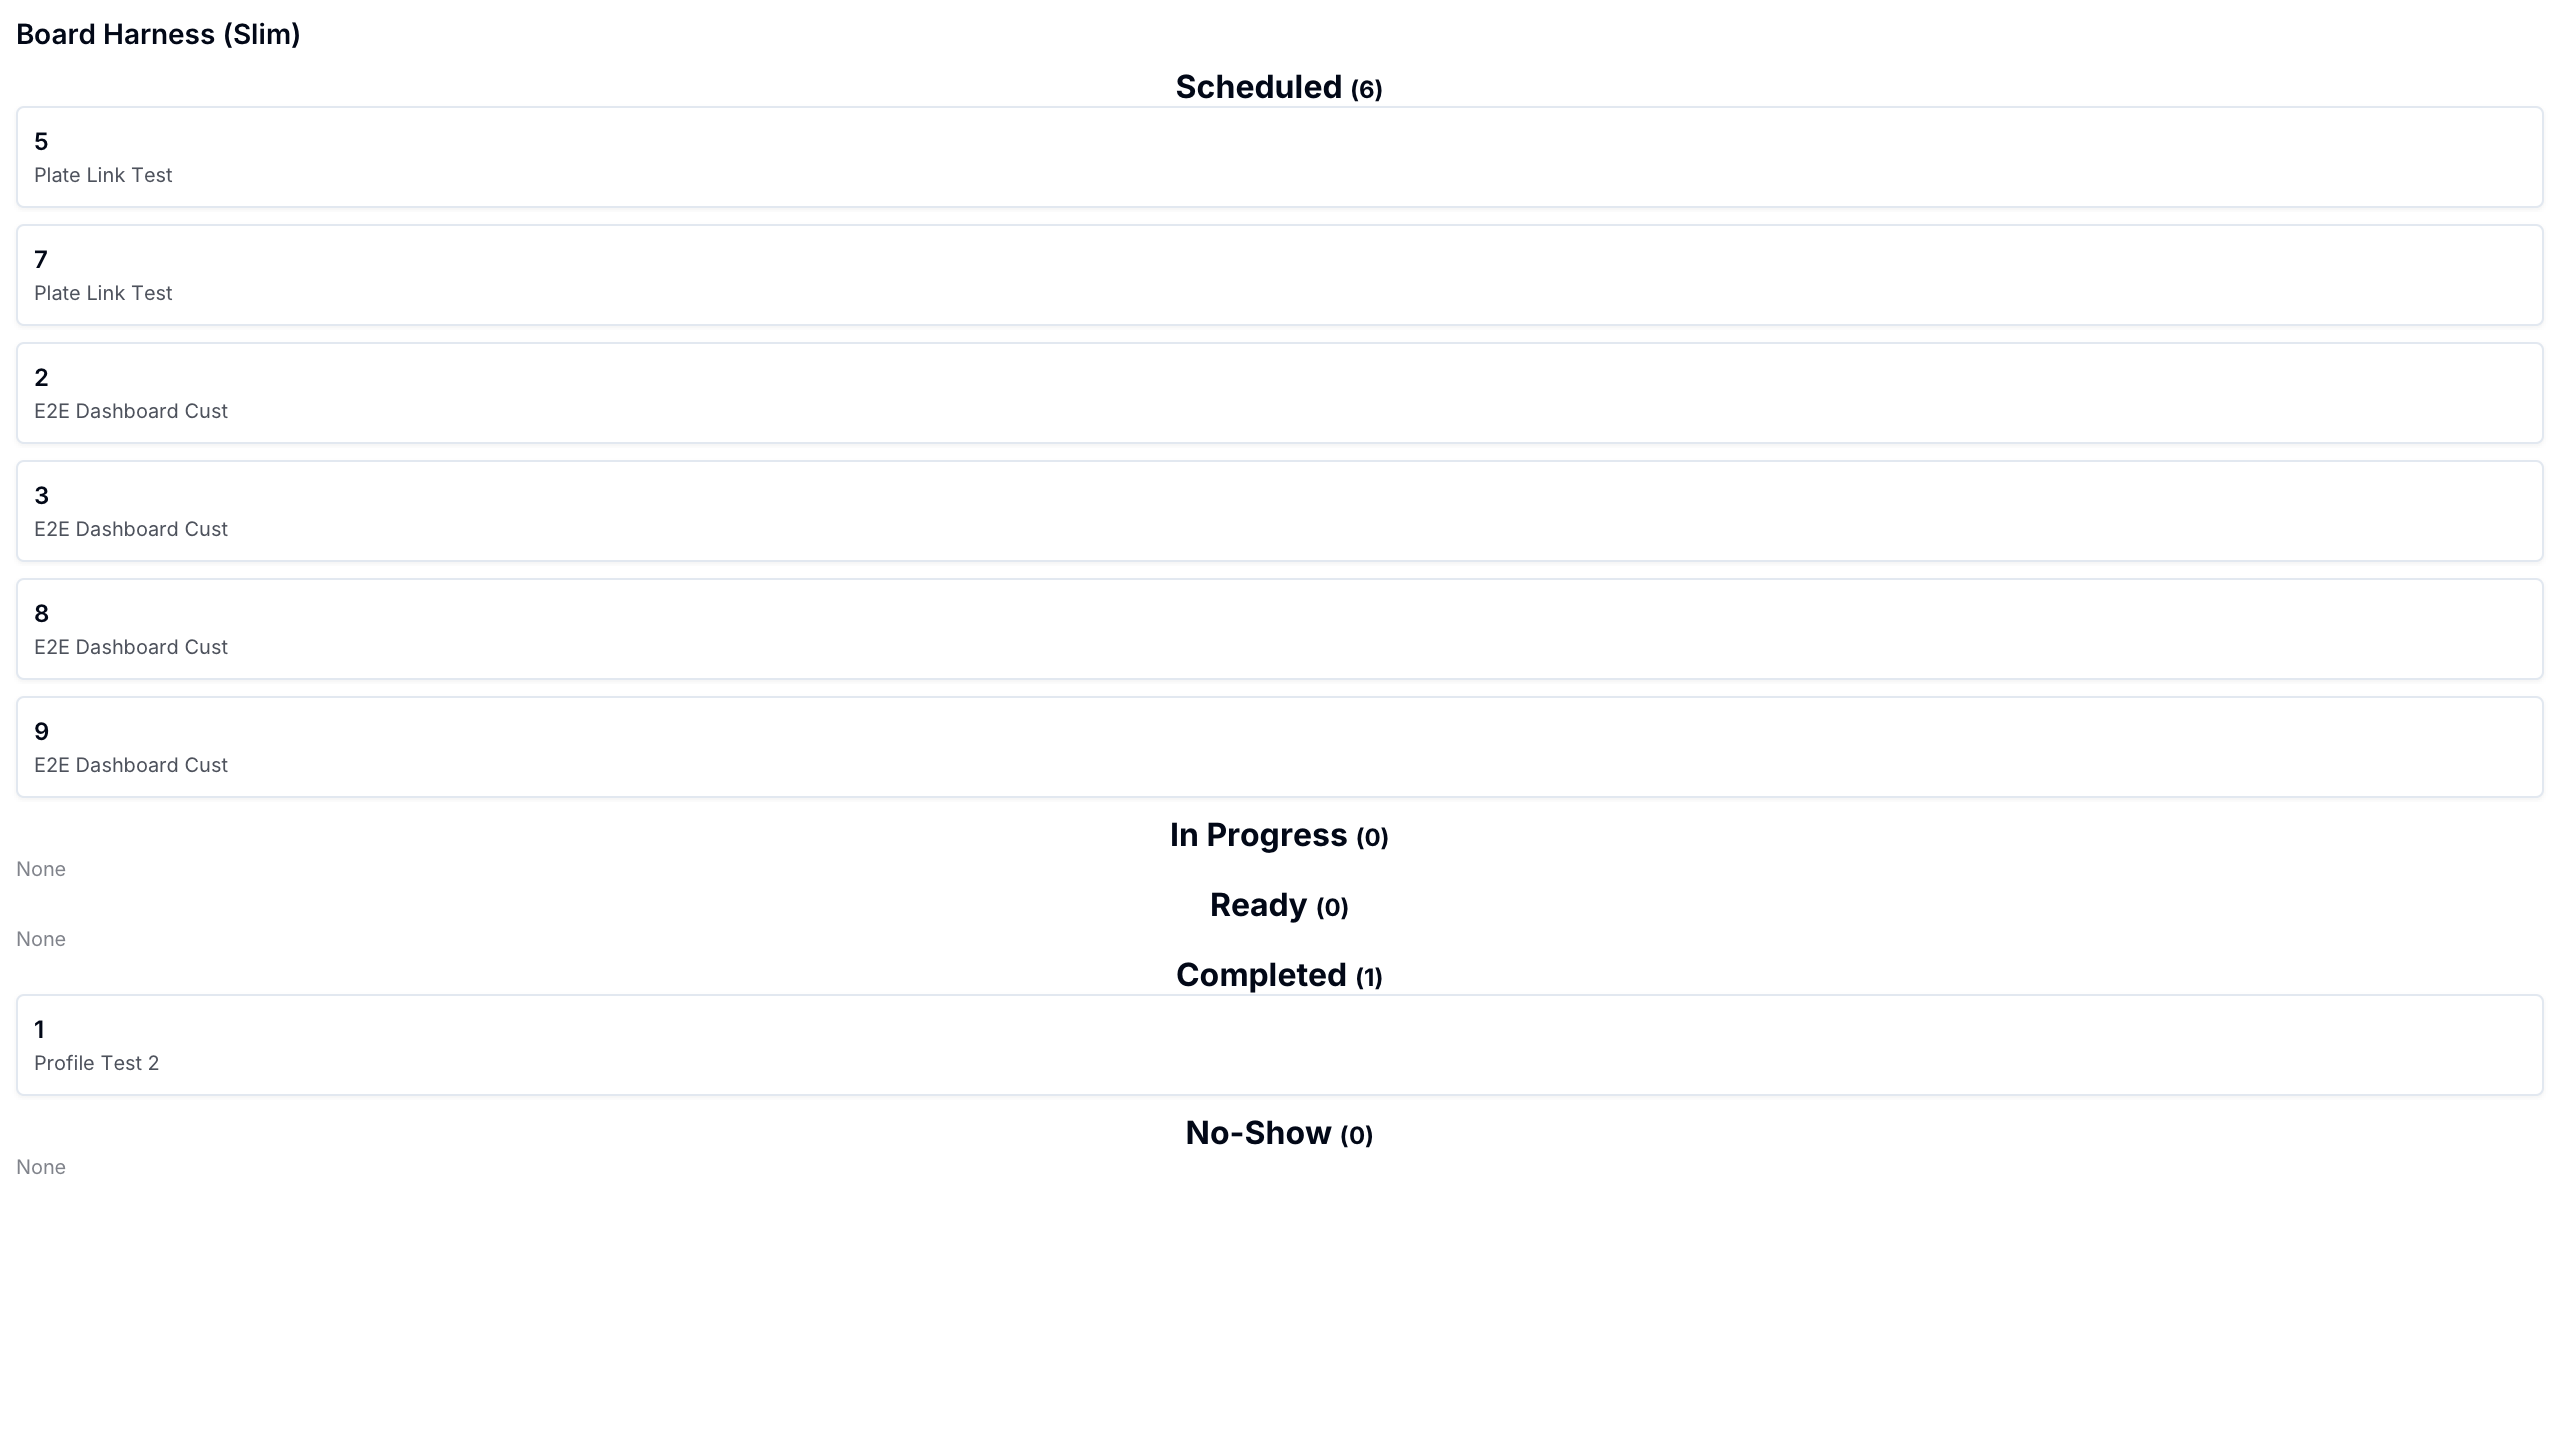 Board Harness (Slim)
Scheduled (6)
5
Plate Link Test
7
Plate Link Test
2
E2E Dashboard Cust
3
E2E Dashboard Cust
8
E2E Dashboard Cust
9
E2E Dashboard Cust
In Progress (0)
None
Ready (0)
None
Completed (1)
1
Profile Test 2
No-Show (0)
None